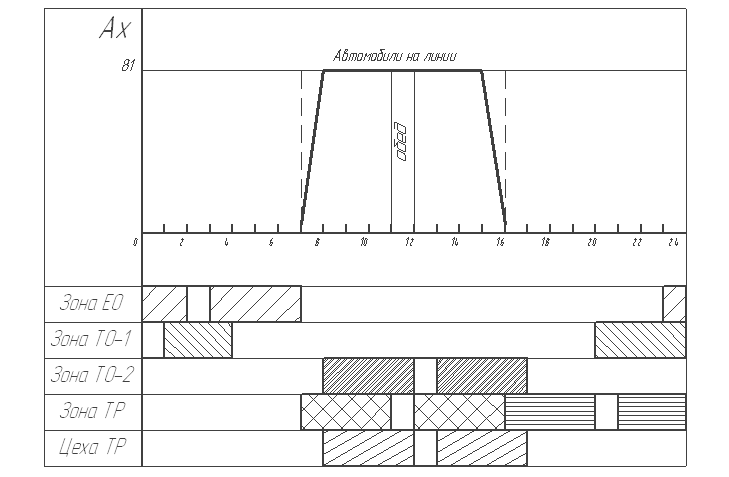 Ах
Автомобили на линии
81
обед
0 2 4 6 8 10 12 14 16 18 20 22 24
Зона ЕО
Зона ТО-1
Зона ТО-2
Зона ТР
Цеха ТР